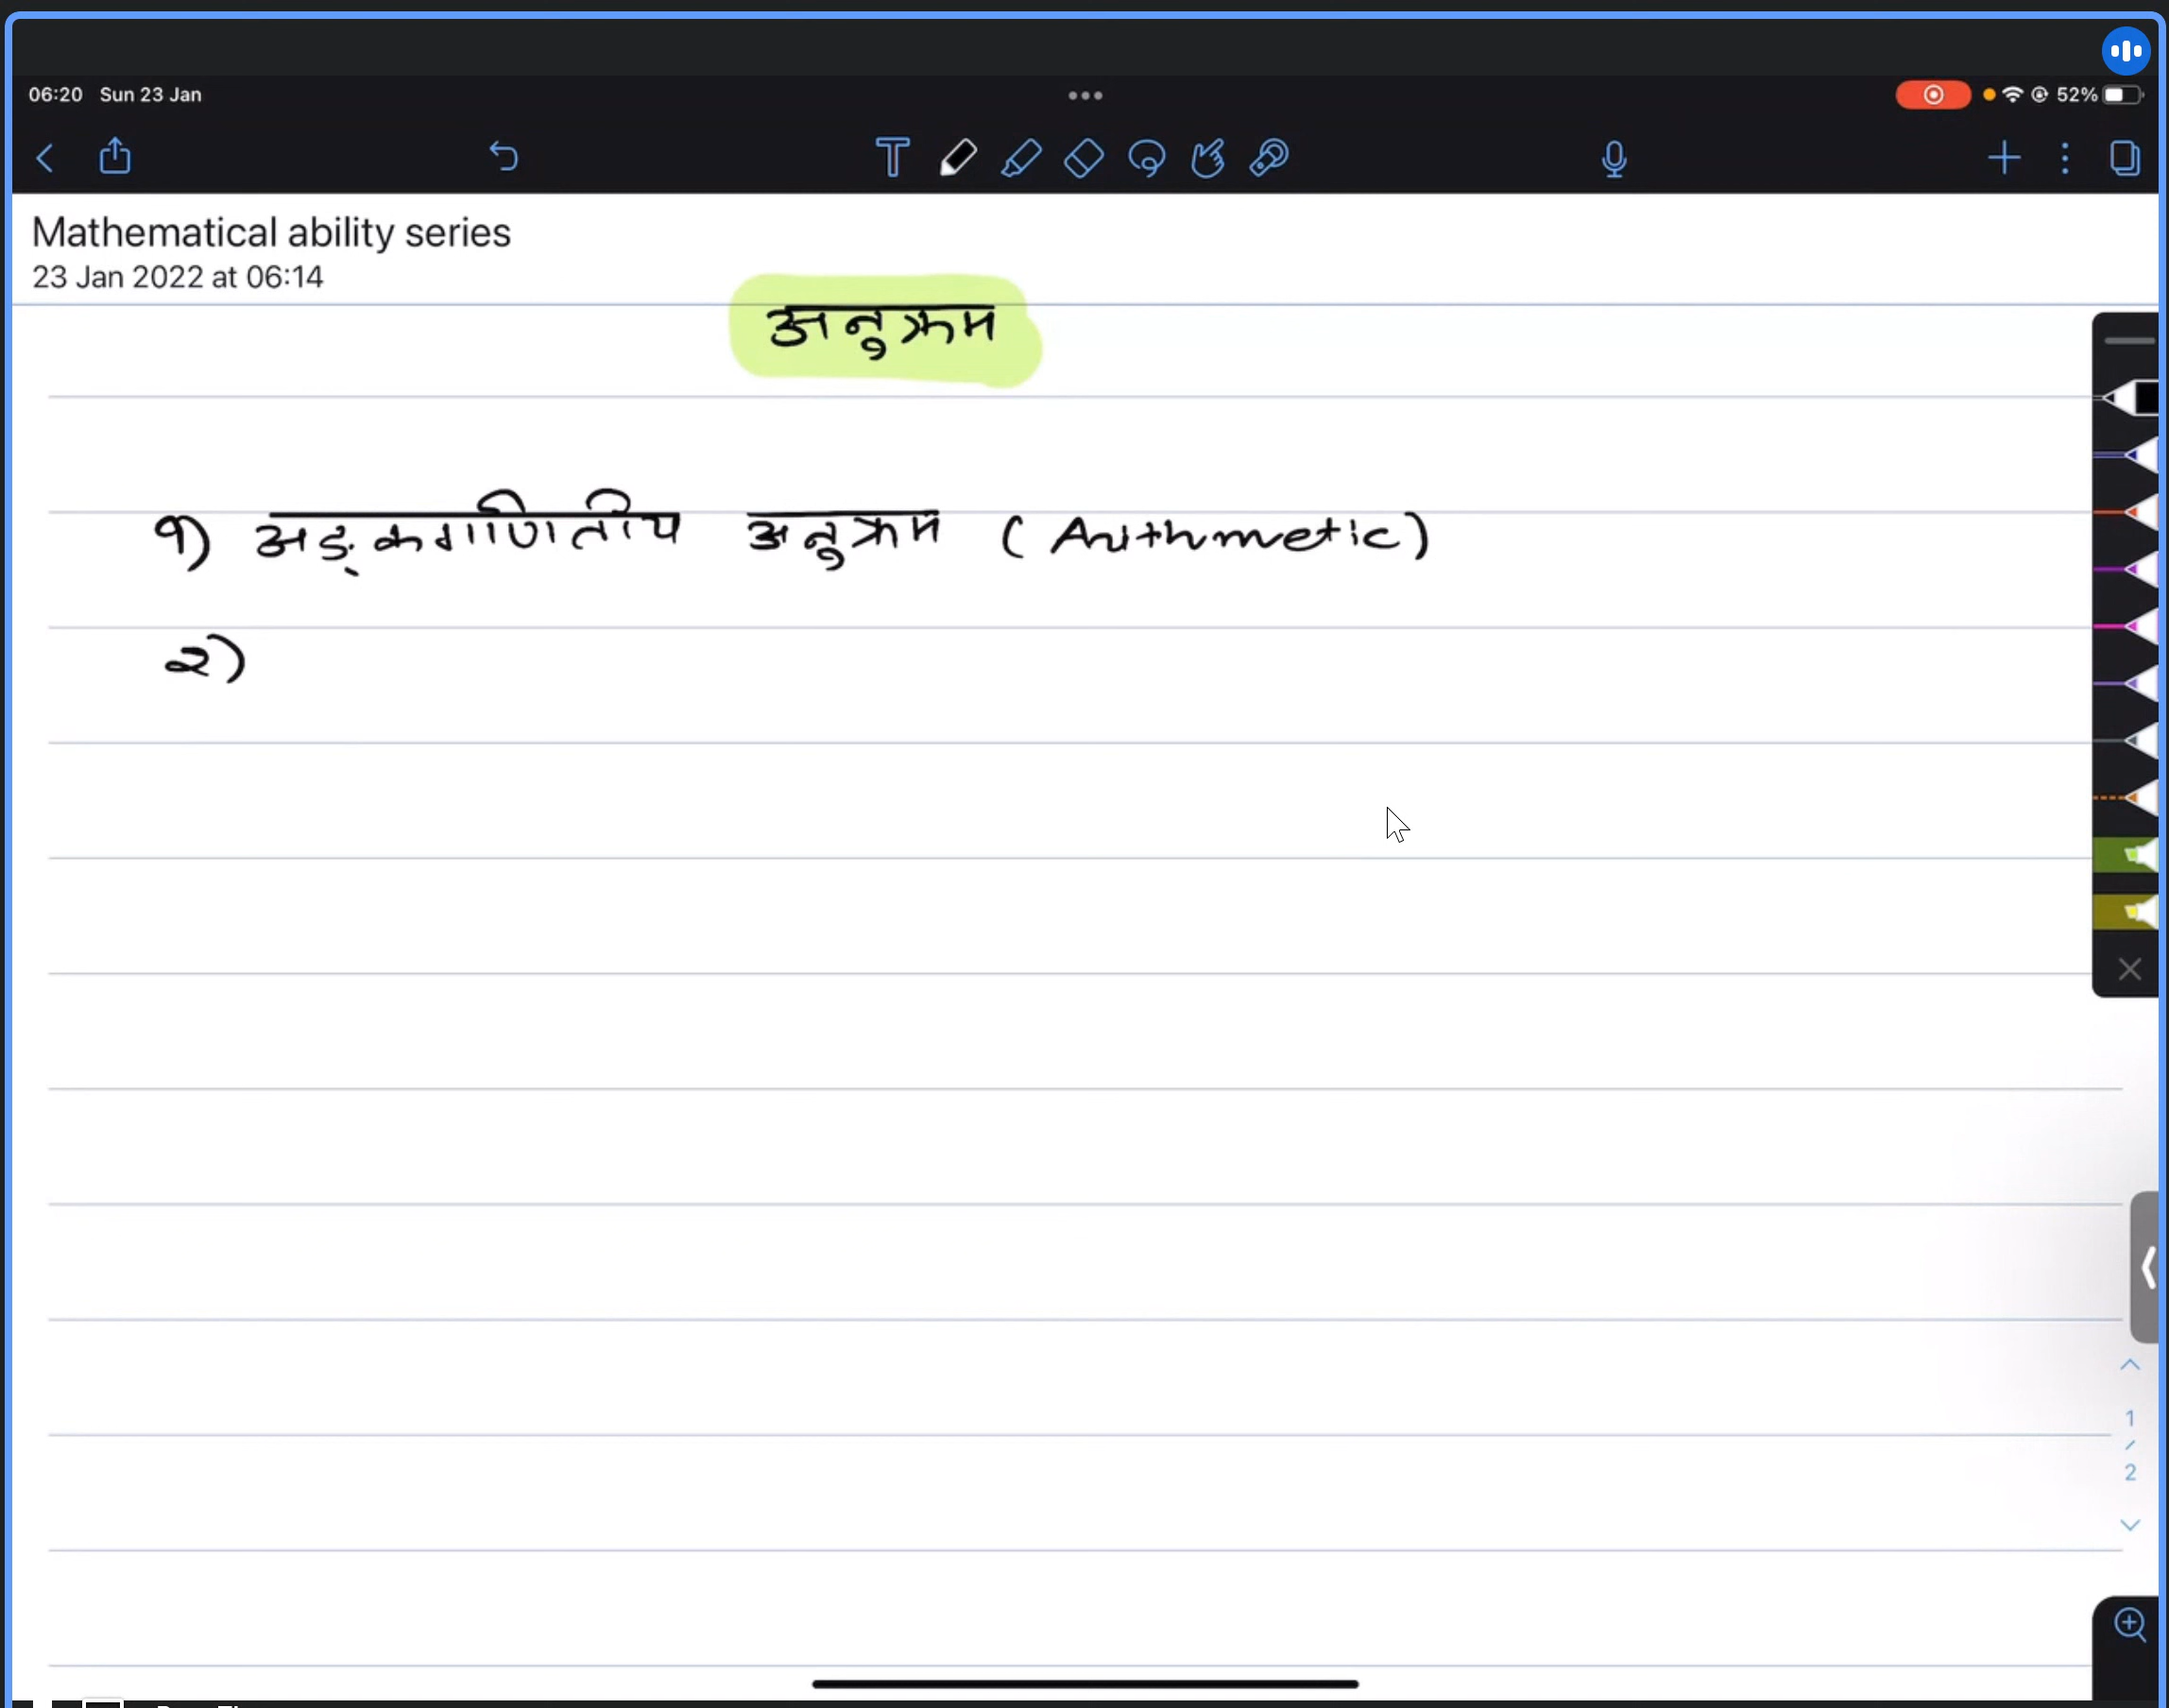 06:20 Sun 23 Jan
52%
Mathematical ability series
23 Jan 2022 at 06:14
अनुक्रम
१) अङ्कगणितीय अनुक्रम (Arithmetic)
२)
1
/
2